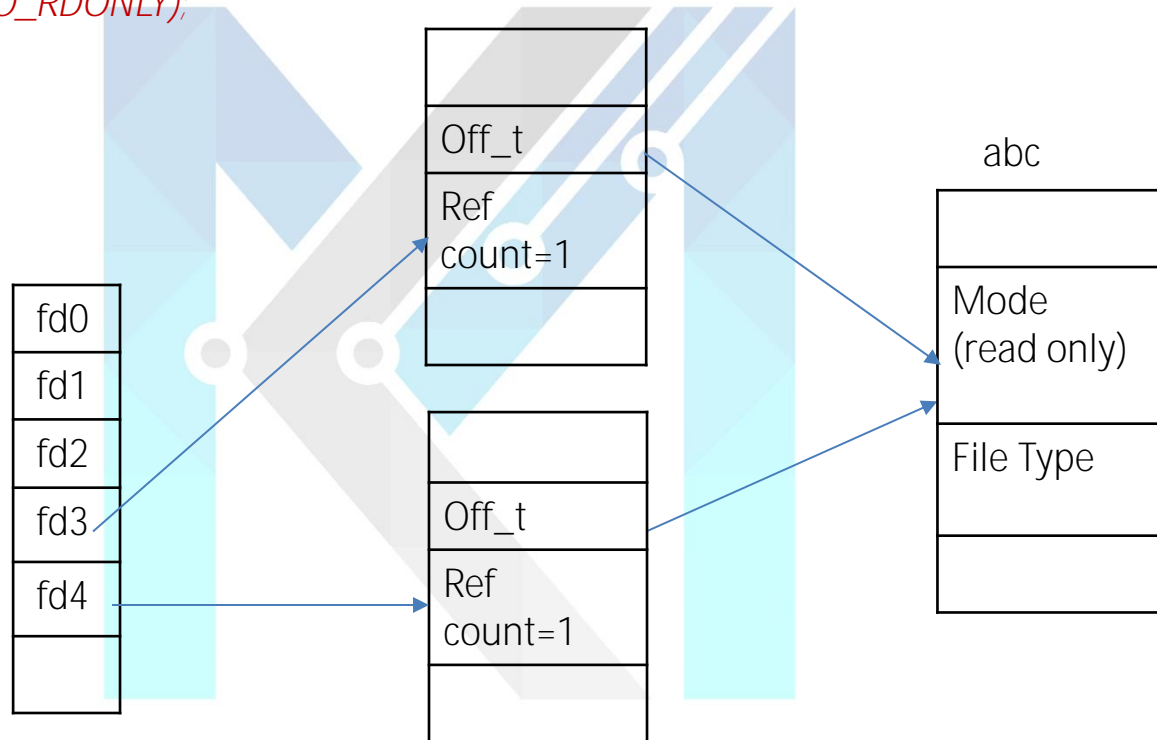 O_RDONLY);
Off_t
Ref
count=1
abc
Mode
(read only)
File Type
fd0
fd1
fd2
fd3
fd4
Off_t
Ref
count=1